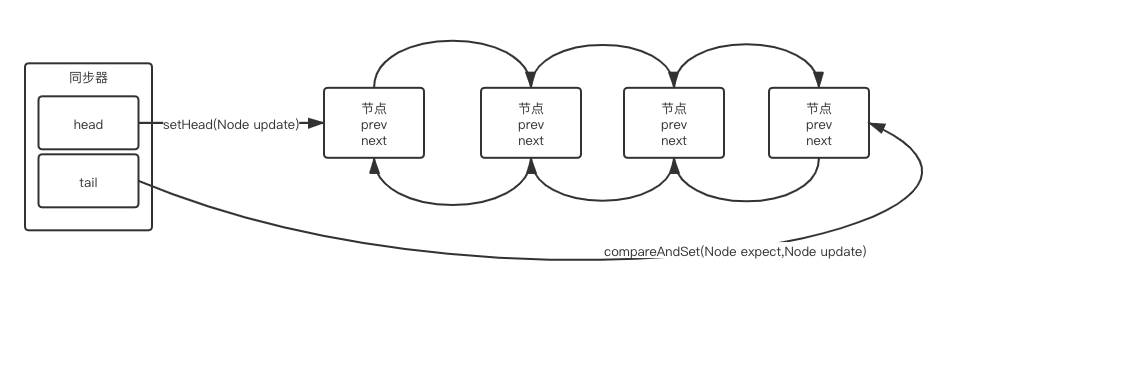 同步器
head
tail
setHead(Node update)
节点
prev
next
节点
prev
next
节点
prev
next
节点
prev
next
compareAndSet(Node expect,Node update)